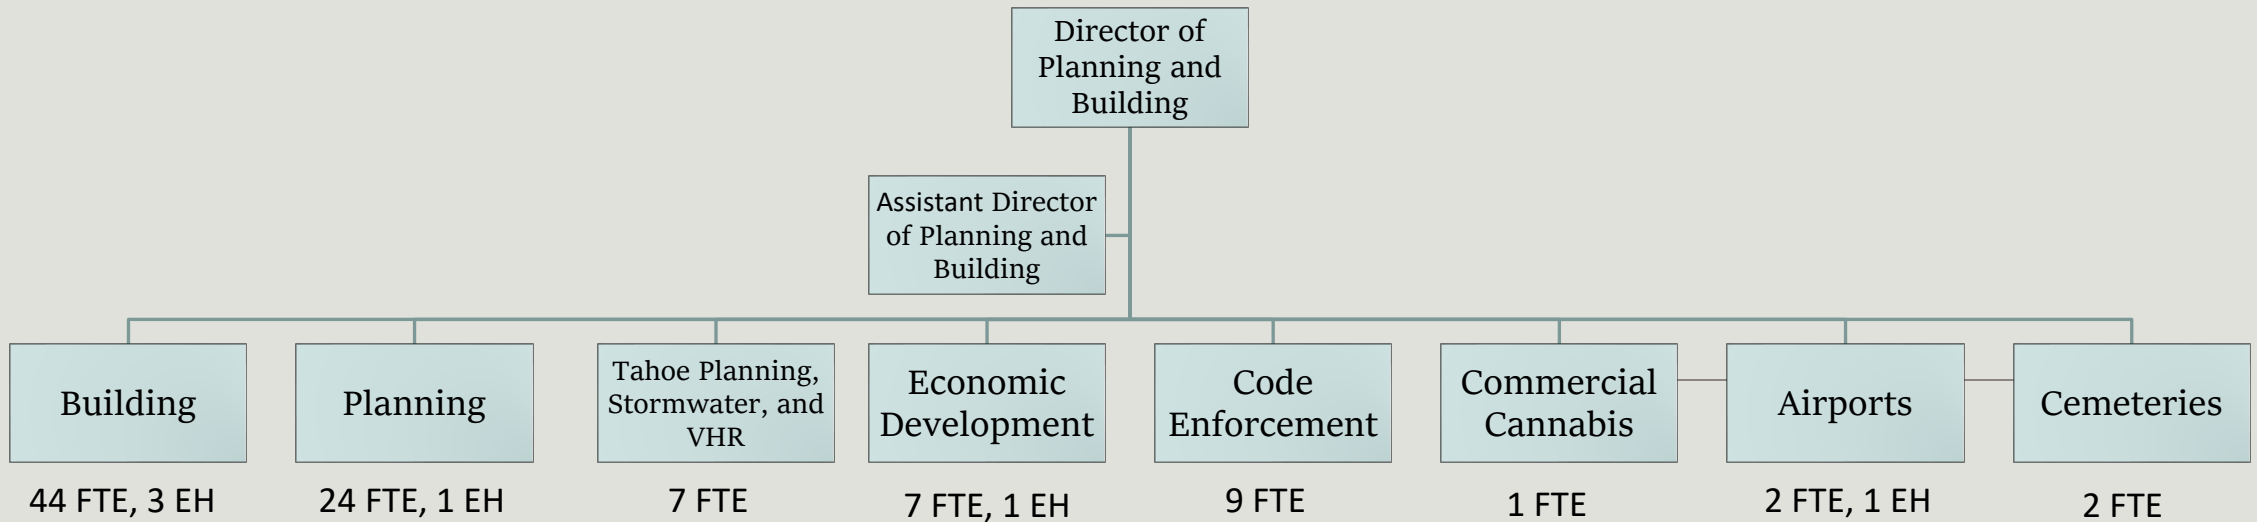 Director of
Planning and
Building
Assistant Director
of Planning and
Building
Building
Planning
Tahoe Planning,
Stormwater, and
VHR
Economic
Development
Code
Enforcement
Commercial
Cannabis
Airports
Cemeteries
44 FTE, 3 EH
24 FTE, 1 EH
7 FTE
7 FTE, 1 EH
9 FTE
1 FTE
2 FTE, 1 EH
2 FTE